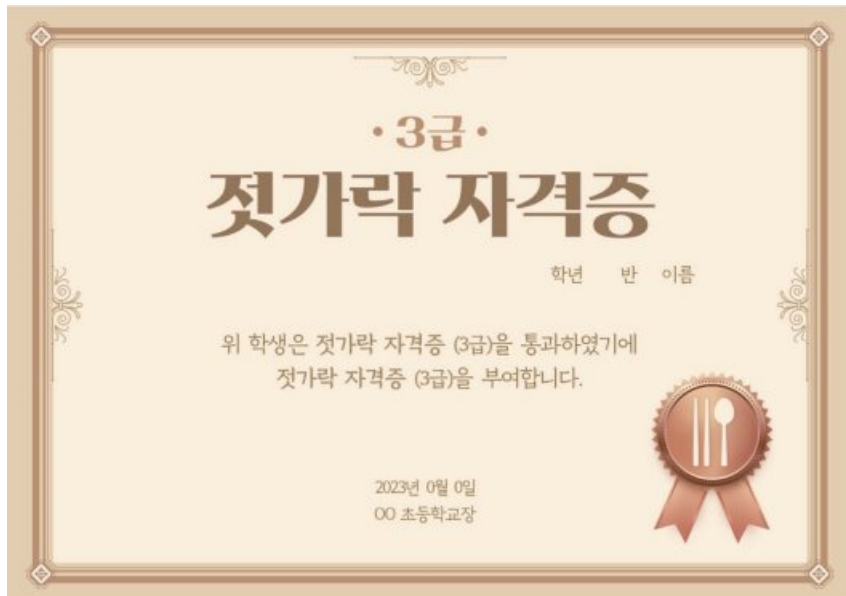 • 3급 •
젓가락 자격증
학년 반 이름
위 학생은 젓가락 자격증 (3급)을 통과하였기에
젓가락 자격증 (3급)을 부여합니다.
2023년 0월 0일
OO 초등학교장